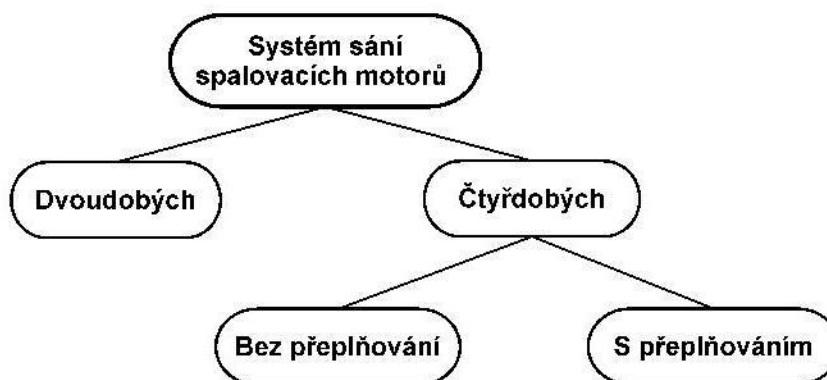 Systém sání
spalovacích motorů
Dvoudobých
Čtyřdobých
Bez přeplňování
S přeplňováním